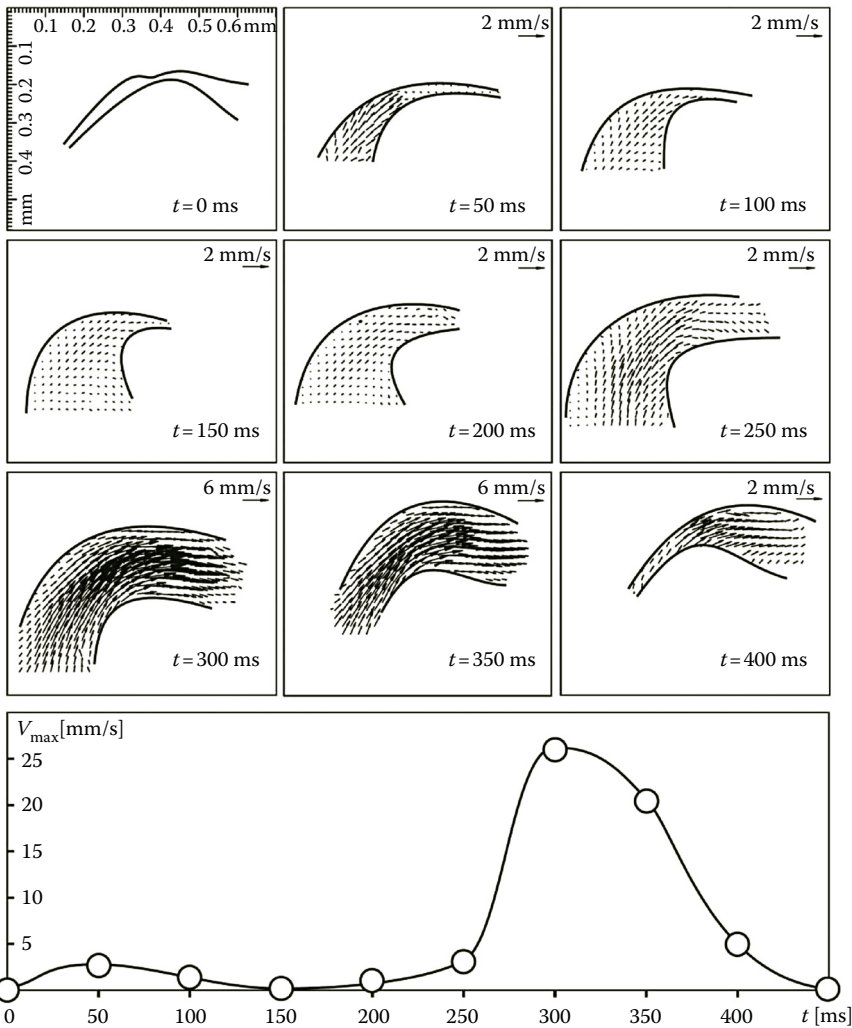 0.1 0.2 0.3 0.4 0.5 0.6 mm
0.1
0.2
0.3
0.4
mm
t = 0 ms
2 mm/s
t = 50 ms
2 mm/s
t = 100 ms
2 mm/s
t = 150 ms
2 mm/s
t = 200 ms
2 mm/s
t = 250 ms
6 mm/s
t = 300 ms
6 mm/s
t = 350 ms
2 mm/s
t = 400 ms
Vmax[mm/s]
25
20
15
10
5
0 50 100 150 200 250 300 350 400 t [ms]